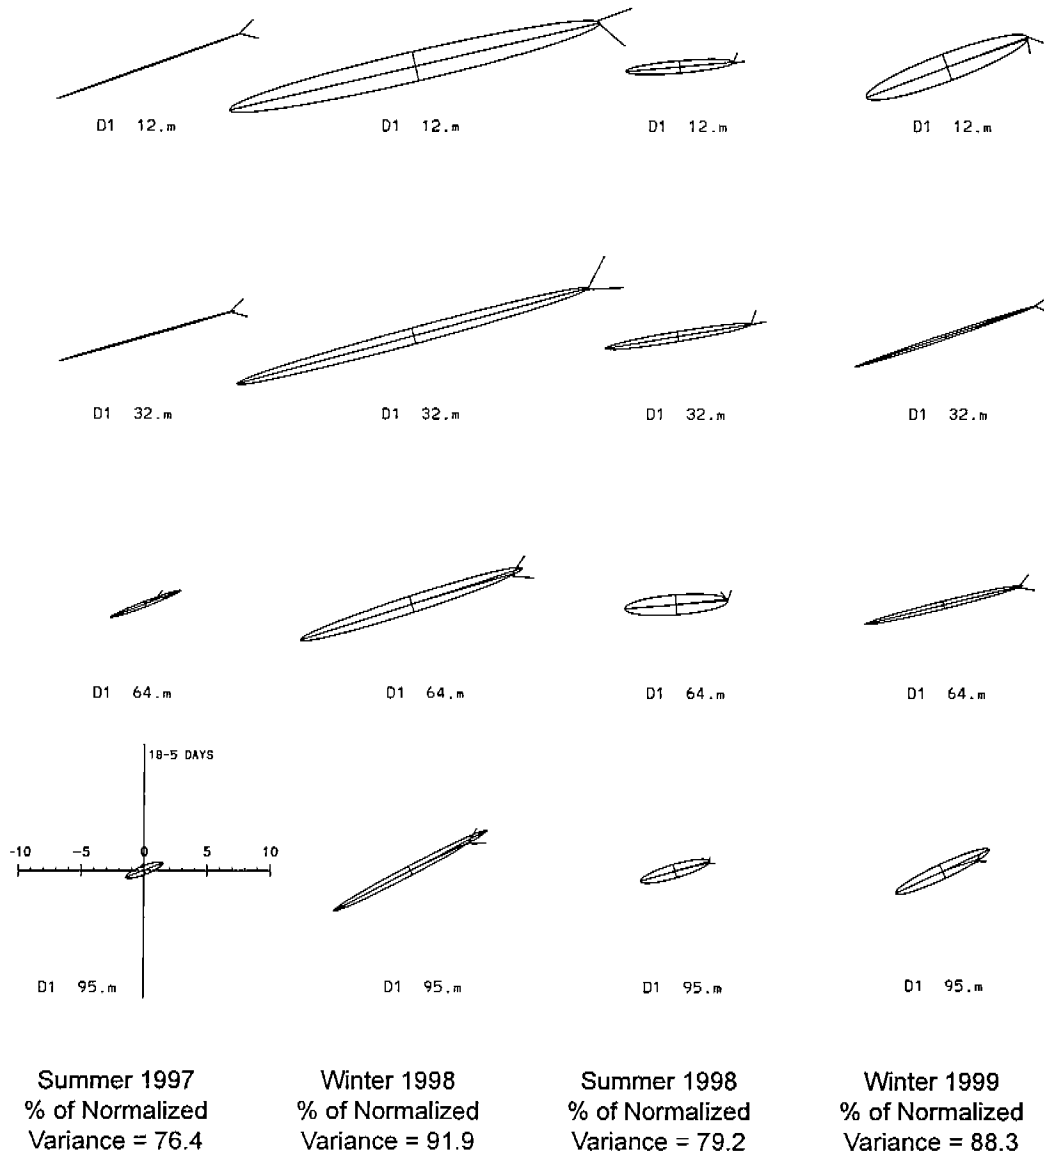 D1 12.m
D1 12.m
D1 12.m
D1 12.m
D1 32.m
D1 32.m
D1 32.m
D1 32.m
D1 64.m
D1 64.m
D1 64.m
D1 64.m
18-5 DAYS
-10 -5 0 5 10
D1 95.m
D1 95.m
D1 95.m
D1 95.m
Summer 1997
% of Normalized
Variance = 76.4
Winter 1998
% of Normalized
Variance = 91.9
Summer 1998
% of Normalized
Variance = 79.2
Winter 1999
% of Normalized
Variance = 88.3